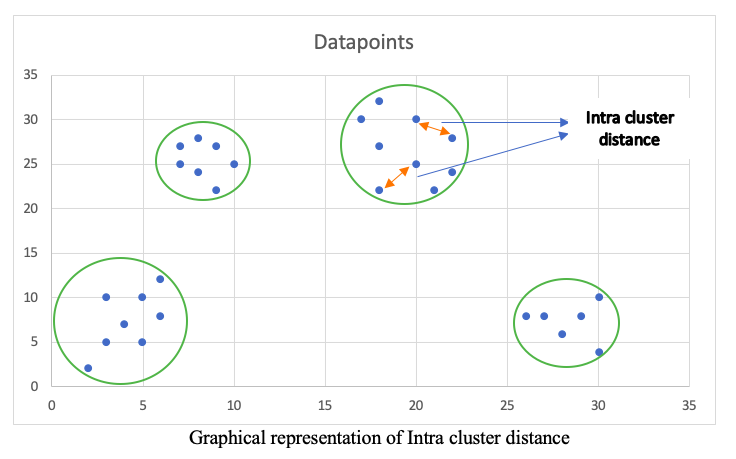 Datapoints
35
30
25
20
15
10
5
0
0 5 10 15 20 25 30 35
Intra cluster
distance
Graphical representation of Intra cluster distance